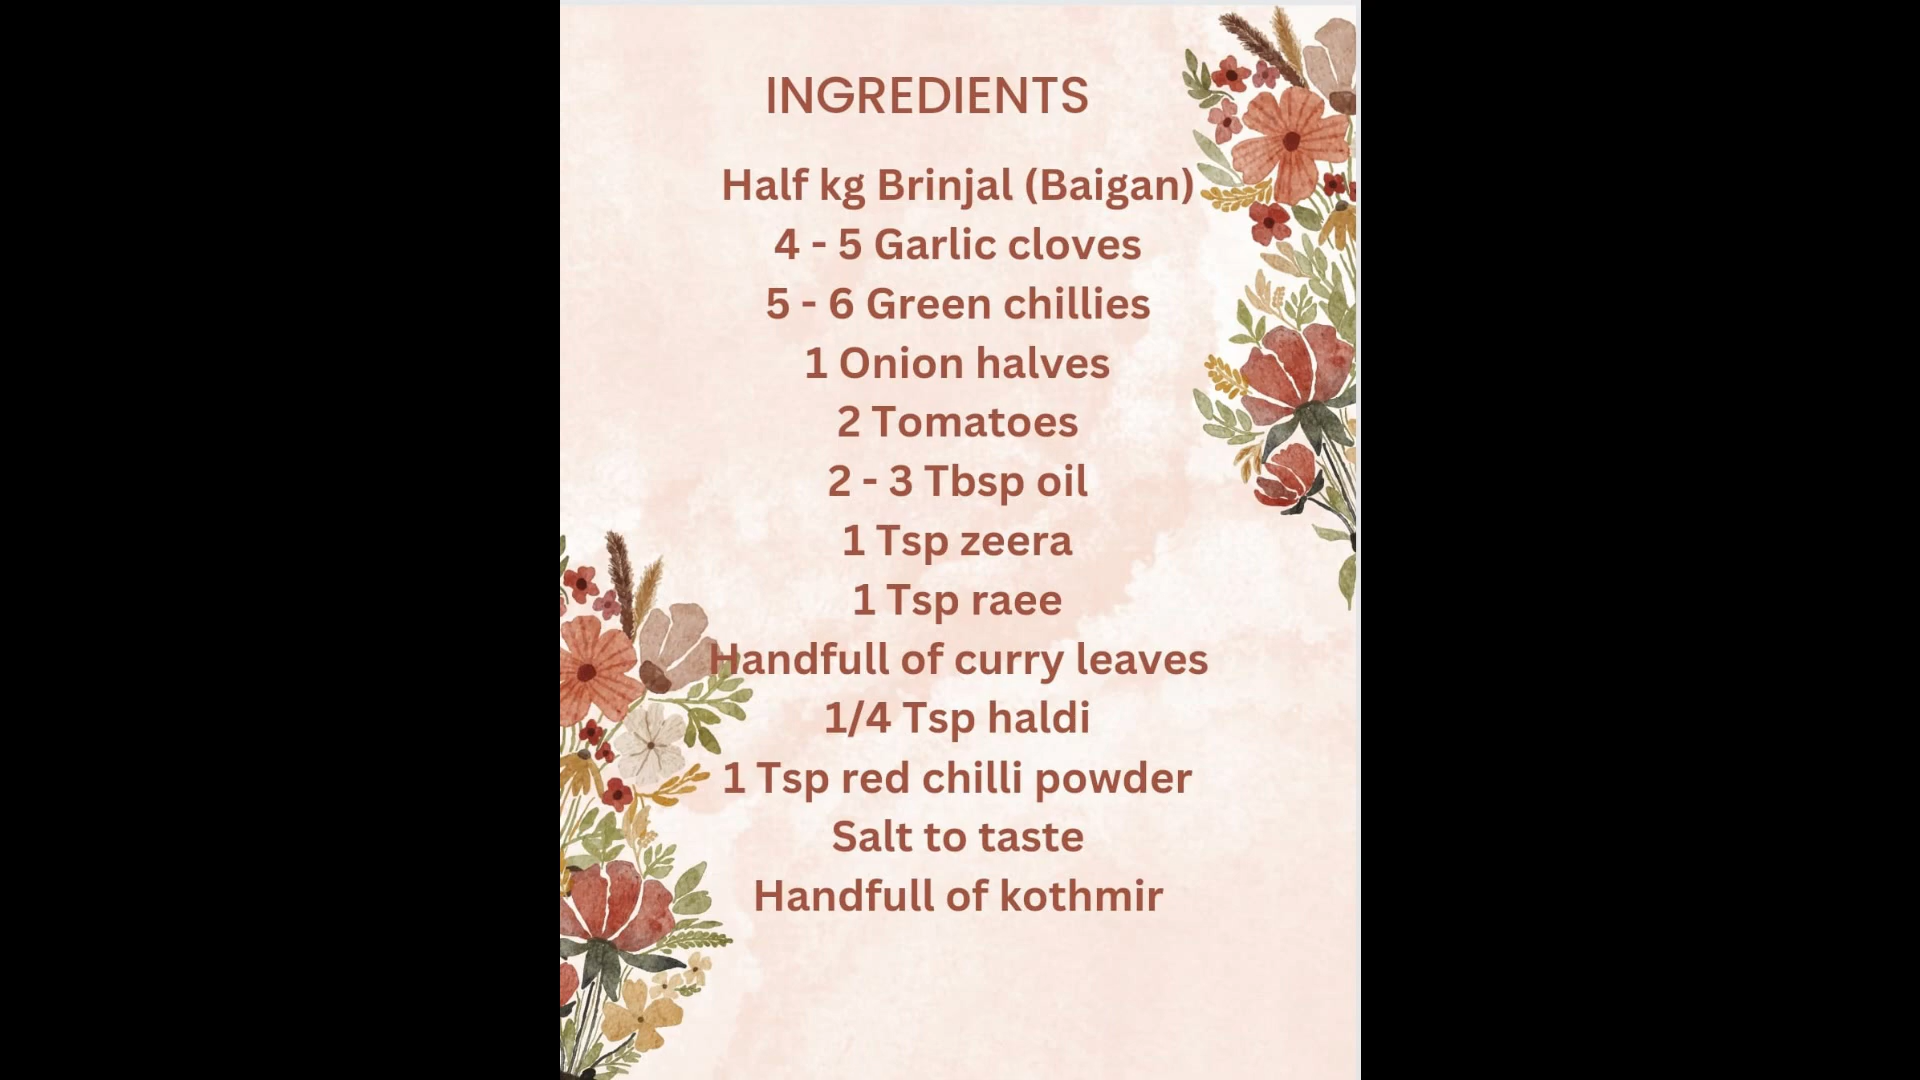 INGREDIENTS
Half kg Brinjal (Baigan)
4 - 5 Garlic cloves
5 - 6 Green chillies
1 Onion halves
2 Tomatoes
2 - 3 Tbsp oil
1 Tsp zeera
1 Tsp raee
Handfull of curry leaves
1/4 Tsp haldi
1 Tsp red chilli powder
Salt to taste
Handfull of kothmir